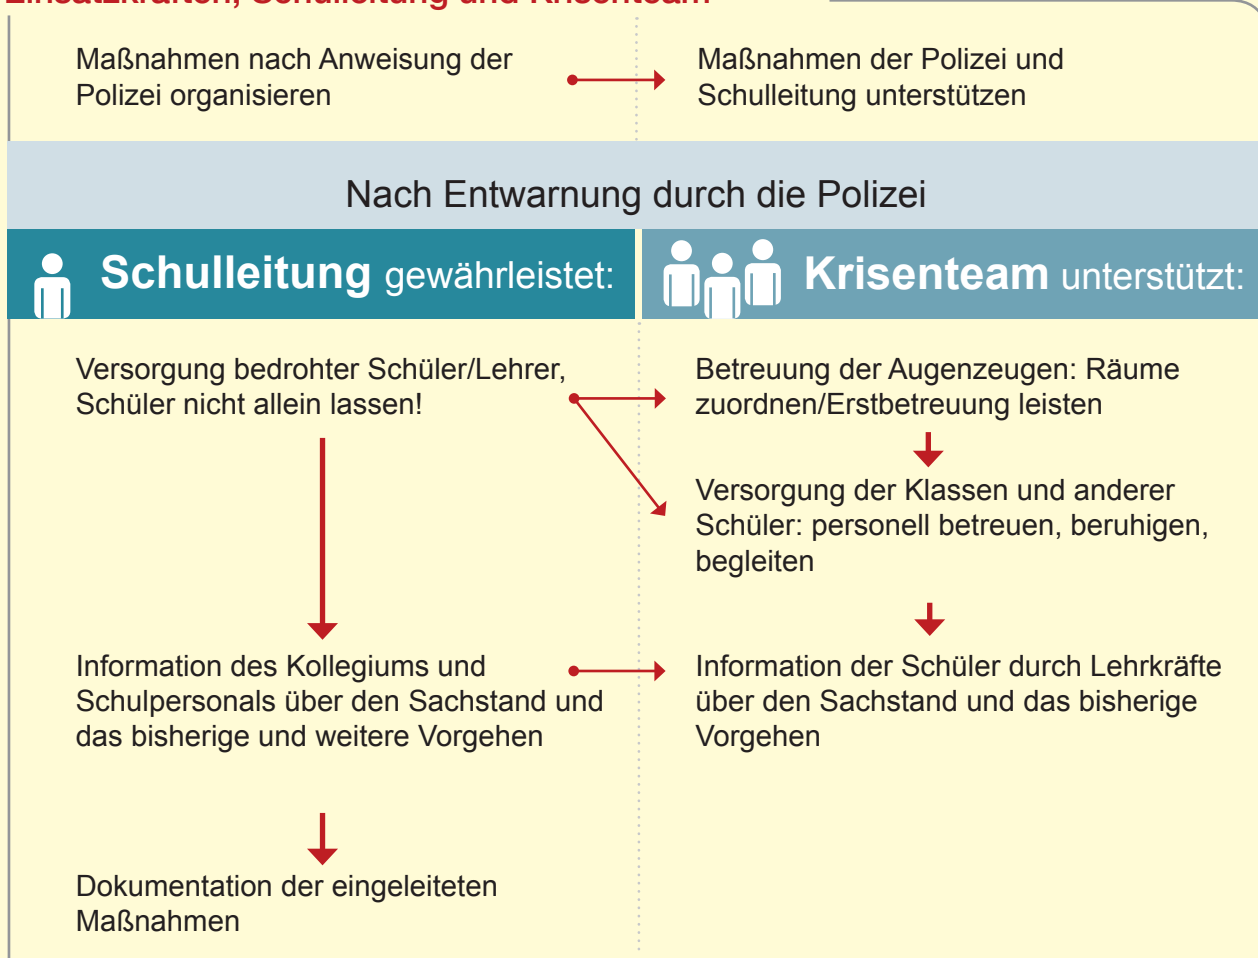 Einsatzkräften, Schulleitung und Krisenteam
Maßnahmen nach Anweisung der
Polizei organisieren
Maßnahmen der Polizei und
Schulleitung unterstützen
Nach Entwarnung durch die Polizei
Schulleitung gewährleistet:
Krisenteam unterstützt:
Versorgung bedrohter Schüler/Lehrer,
Schüler nicht allein lassen!
Betreuung der Augenzeugen: Räume
zuordnen/Erstbetreuung leisten
Versorgung der Klassen und anderer
Schüler: personell betreuen, beruhigen,
begleiten
Information des Kollegiums und
Schulpersonals über den Sachstand und
das bisherige und weitere Vorgehen
Information der Schüler durch Lehrkräfte
über den Sachstand und das bisherige
Vorgehen
Dokumentation der eingeleiteten
Maßnahmen